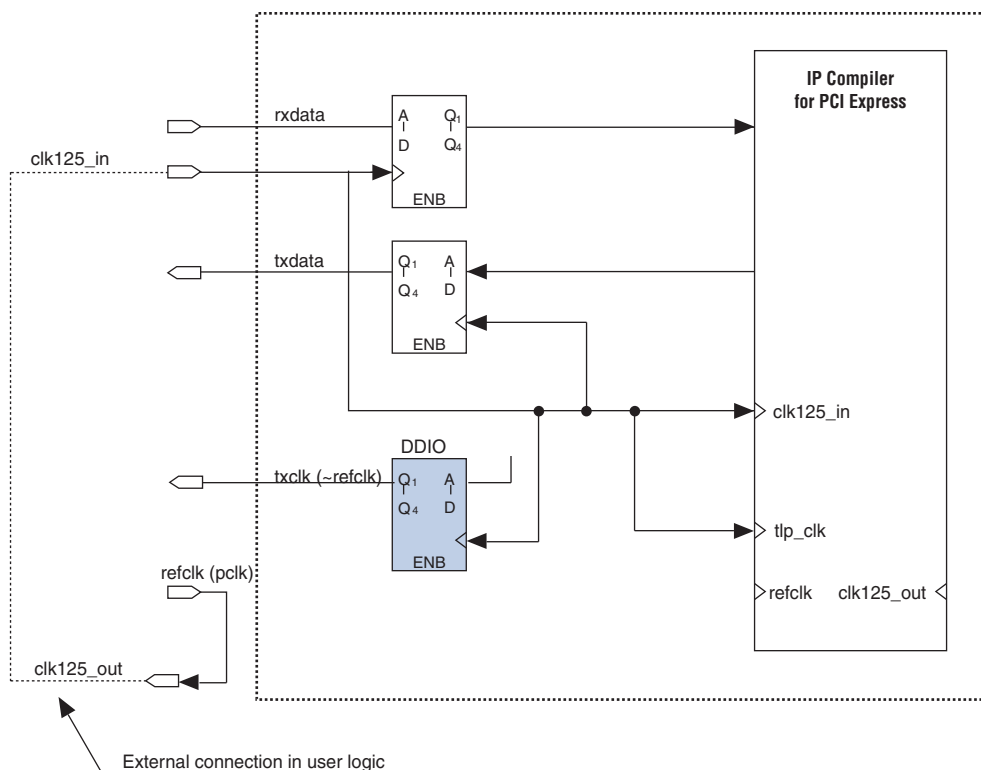 IP Compiler
for PCI Express
rxdata
A
D
Q1
Q4
ENB
clk125_in
txdata
Q1
Q4
A
D
ENB
clk125_in
DDIO
txclk (~refclk)
Q1
Q4
A
D
ENB
tlp_clk
refclk (pclk)
refclk
clk125_out
clk125_out
External connection in user logic